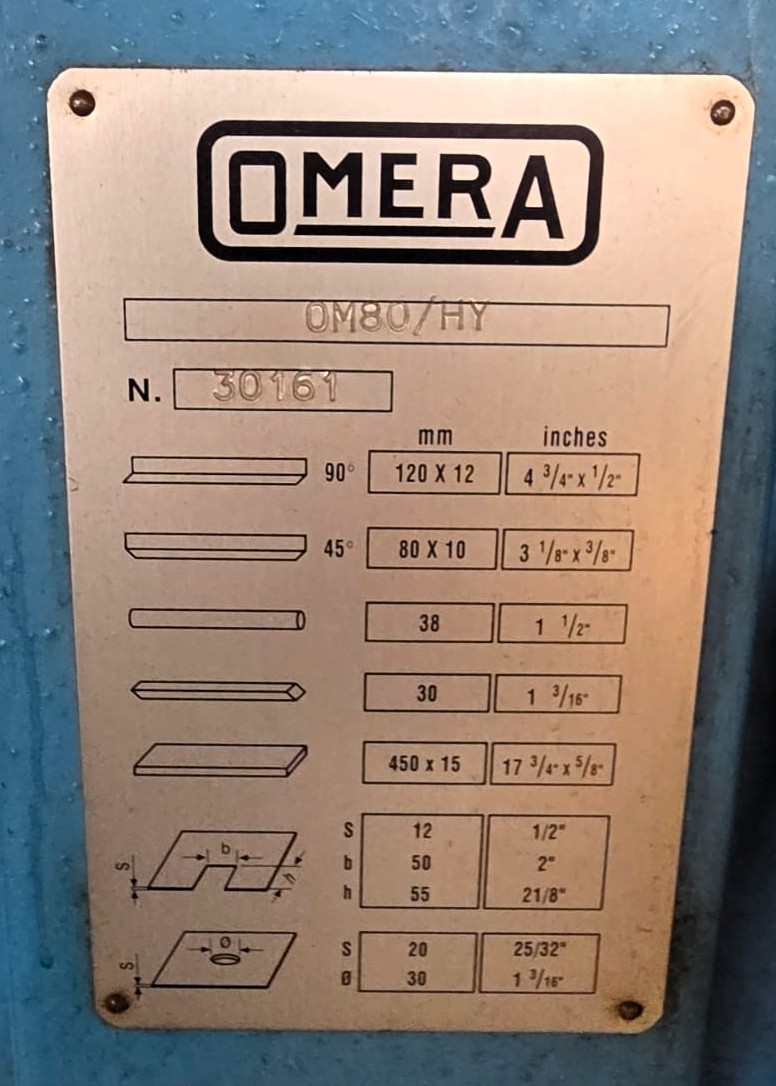 OMERA
OM80/HY
N. 30161
mm inches
90° 120 X 12 4 3/4" X 1/2"
45° 80 X 10 3 1/8" X 3/8"
38 1 1/2"
30 1 3/16"
450 x 15 17 3/4" x 5/8"
S b h S 12 1/2"
b 50 2"
h 55 21/8"
S Ø S 20 25/32"
Ø 30 1 3/16"